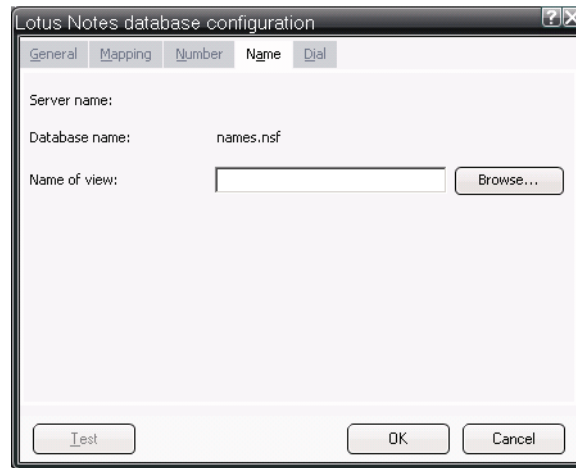 Lotus Notes database configuration
General Mapping Number Name Dial
Server name:
Database name: names.nsf
Name of view: Browse...
Test OK Cancel